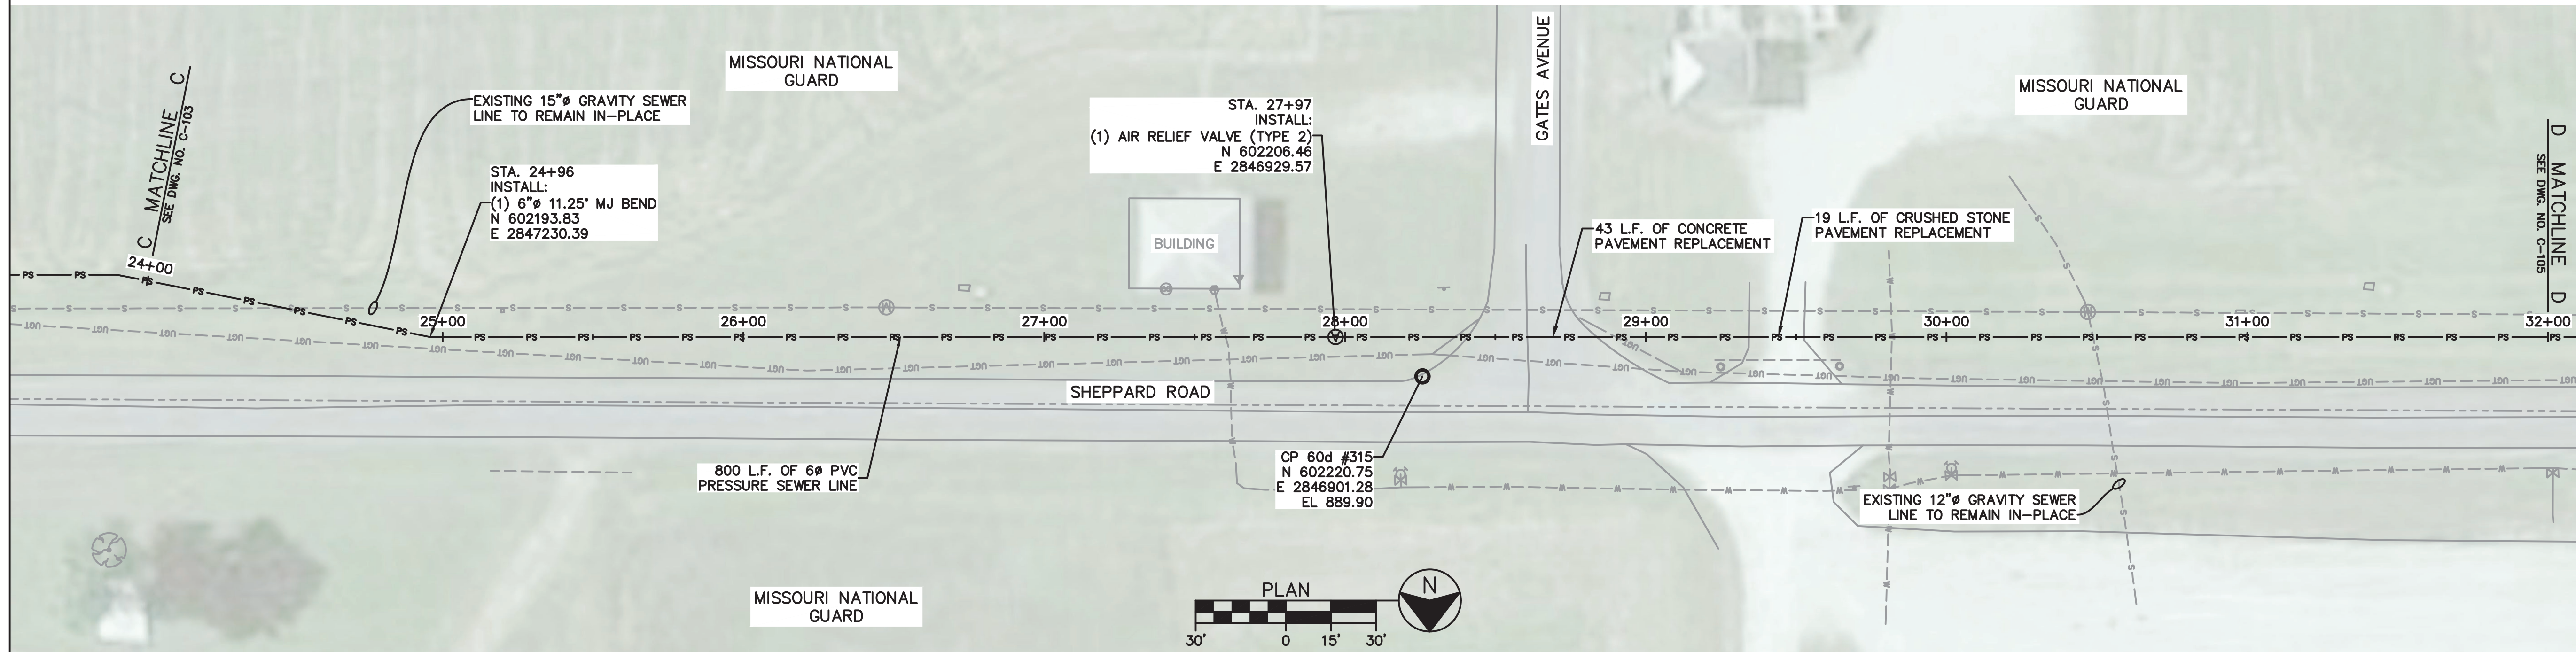 MISSOURI NATIONAL
GUARD
C MATCHLINE C
SEE DWG. NO. C-103
EXISTING 15"ø GRAVITY SEWER
LINE TO REMAIN IN-PLACE
STA. 24+96
INSTALL:
(1) 6"ø 11.25° MJ BEND
N 602193.83
E 2847230.39
STA. 27+97
INSTALL:
(1) AIR RELIEF VALVE (TYPE 2)
N 602206.46
E 2846929.57
GATES AVENUE
MISSOURI NATIONAL
GUARD
D MATCHLINE D
SEE DWG. NO. C-105
BUILDING
43 L.F. OF CONCRETE
PAVEMENT REPLACEMENT
19 L.F. OF CRUSHED STONE
PAVEMENT REPLACEMENT
24+00
25+00
26+00
27+00
28+00
29+00
30+00
31+00
32+00
SHEPPARD ROAD
800 L.F. OF 6ø PVC
PRESSURE SEWER LINE
CP 60d #315
N 602220.75
E 2846901.28
EL 889.90
EXISTING 12"ø GRAVITY SEWER
LINE TO REMAIN IN-PLACE
MISSOURI NATIONAL
GUARD
PLAN
30' 0 15' 30'
N